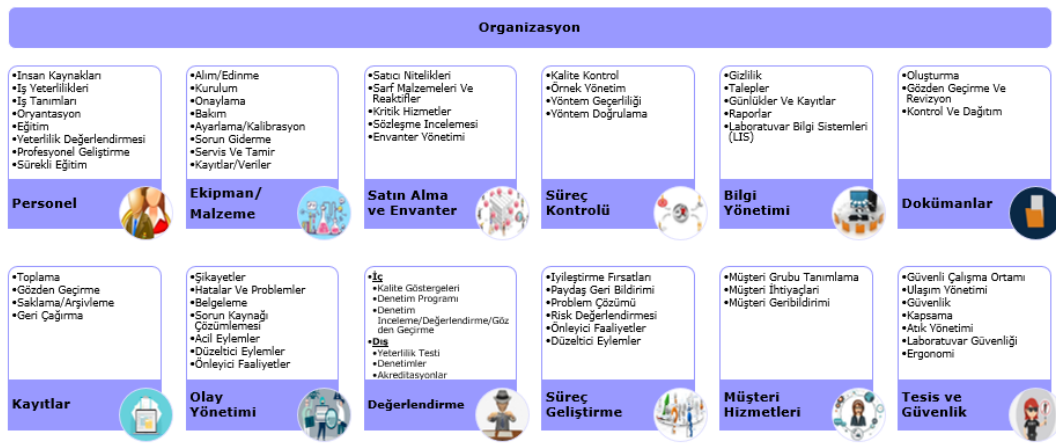 Organizasyon
•Insan Kaynakları
•Iş Yeterlilikleri
•Iş Tanımları
•Oryantasyon
•Eğitim
•Yeterlilik Değerlendirmesi
•Profesyonel Geliştirme
•Sürekli Eğitim
Personel
•Alım/Edinme
•Kurulum
•Onaylama
•Bakım
•Ayarlama/Kalibrasyon
•Sorun Giderme
•Servis Ve Tamir
•Kayıtlar/Veriler
Ekipman/
Malzeme
•Satıcı Nitelikleri
•Sarf Malzemeleri Ve
Reaktifler
•Kritik Hizmetler
•Sözleşme Incelemesi
•Envanter Yönetimi
Satın Alma
ve Envanter
•Kalite Kontrol
•Örnek Yönetim
•Yöntem Geçerliliği
•Yöntem Doğrulama
Süreç
Kontrolü
•Gizlilik
•Talepler
•Günlükler Ve Kayıtlar
•Raporlar
•Laboratuvar Bilgi Sistemleri
(LIS)
Bilgi
Yönetimi
•Oluşturma
•Gözden Geçirme Ve
Revizyon
•Kontrol Ve Dağıtım
Dokümanlar
•Toplama
•Gözden Geçirme
•Saklama/Arşivleme
•Geri Çağırma
Kayıtlar
•Şikayetler
•Hatalar Ve Problemler
•Belgeleme
•Sorun Kaynağı
Çözümlemesi
•Acil Eylemler
•Düzeltici Eylemler
•Önleyici Faaliyetler
Olay
Yönetimi
•İç
•Kalite Göstergeleri
•Denetim Programı
•Denetim
Inceleme/Değerlendirme/Göz
den Geçirme
•Dış
•Yeterlilik Testi
•Denetimler
•Akreditasyonlar
Değerlendirme
•Iyileştirme Fırsatları
•Paydaş Geri Bildirimi
•Problem Çözümü
•Risk Değerlendirmesi
•Önleyici Faaliyetler
•Düzeltici Eylemler
Süreç
Geliştirme
•Müşteri Grubu Tanımlama
•Müşteri İhtiyaçlari
•Müşteri Geribildirimi
Müşteri
Hizmetleri
•Güvenli Çalışma Ortamı
•Ulaşım Yönetimi
•Güvenlik
•Kapsama
•Atık Yönetimi
•Laboratuvar Güvenliği
•Ergonomi
Tesis ve
Güvenlik